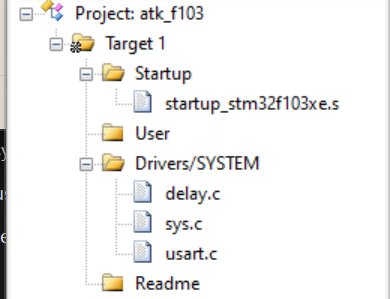 Project: atk_f103
Target 1
Startup
startup_stm32f103xe.s
User
Drivers/SYSTEM
delay.c
sys.c
usart.c
Readme